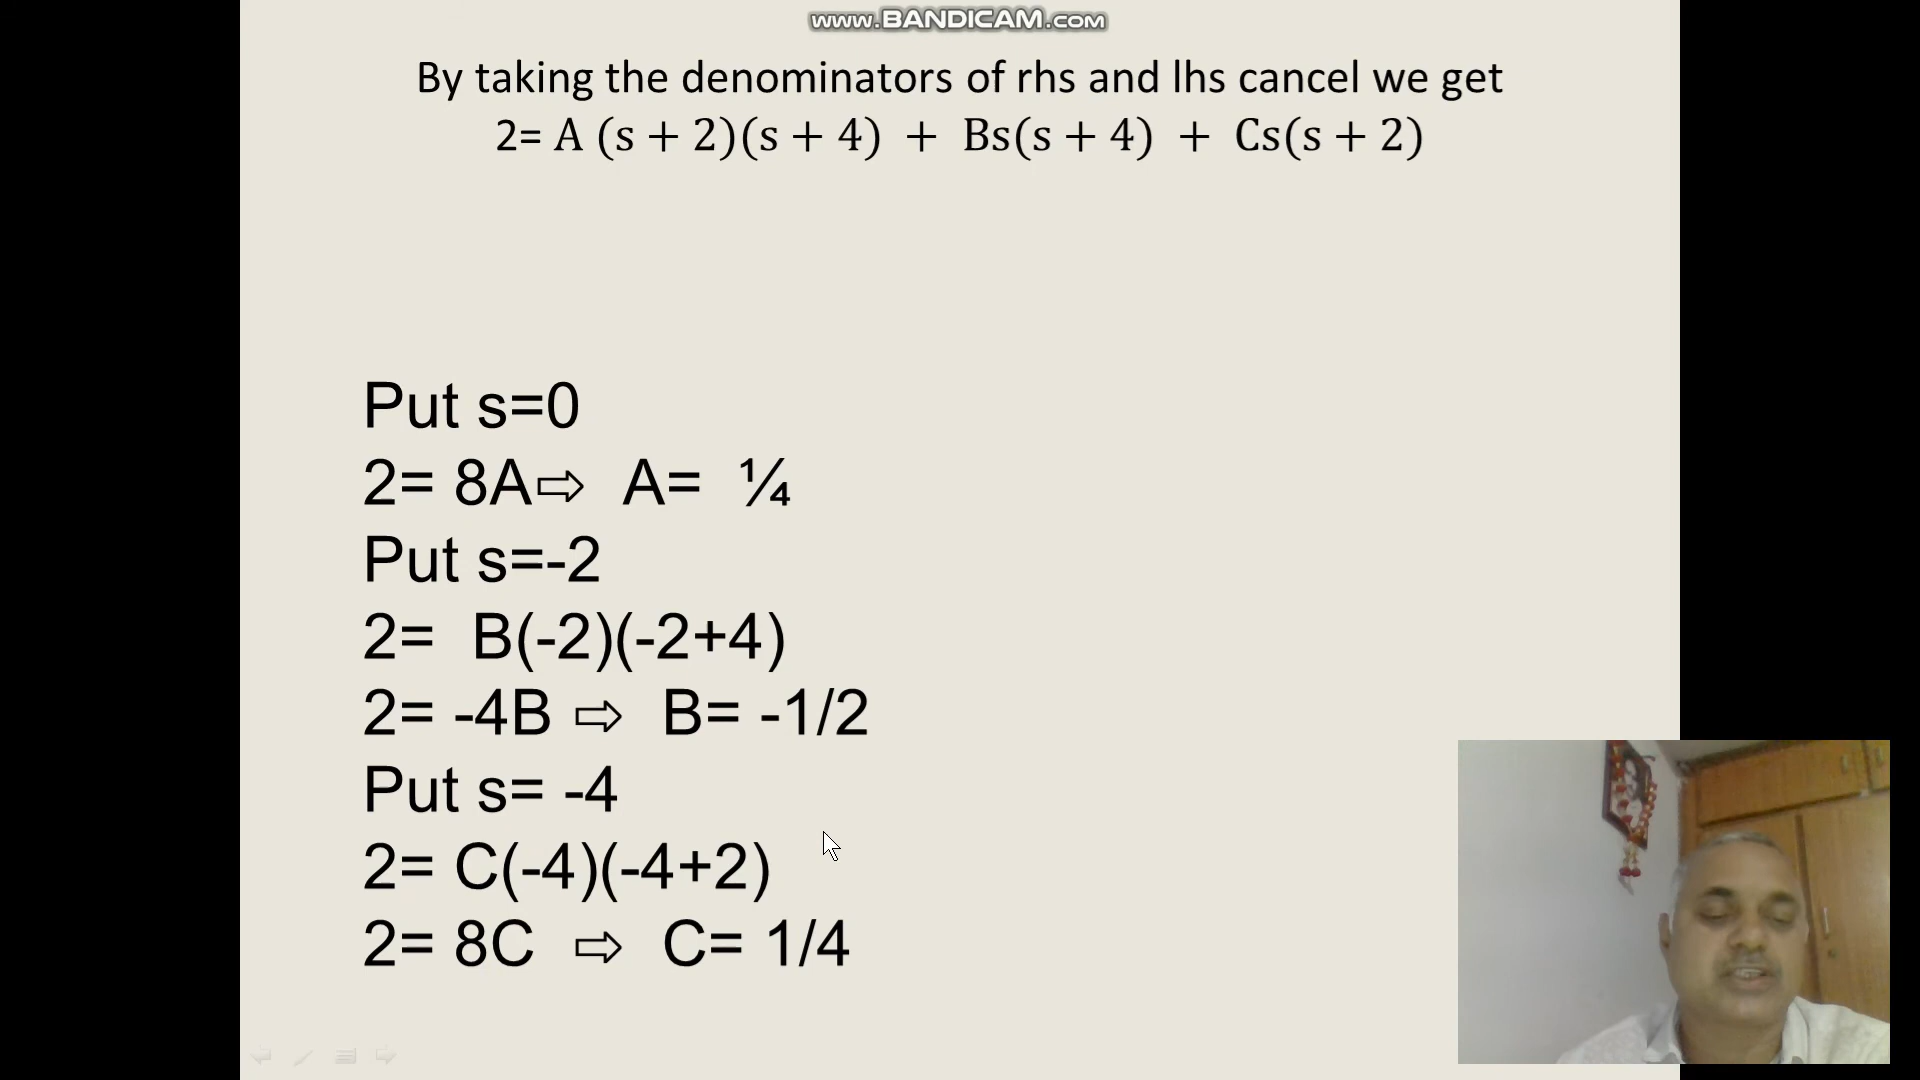 www.BANDICAM.com
By taking the denominators of rhs and lhs cancel we get
2= A (s + 2)(s + 4) + Bs(s + 4) + Cs(s + 2)
Put s=0
2= 8A⇨ A= ¼
Put s=-2
2= B(-2)(-2+4)
2= -4B ⇨ B= -1/2
Put s= -4
2= C(-4)(-4+2)
2= 8C ⇨ C= 1/4